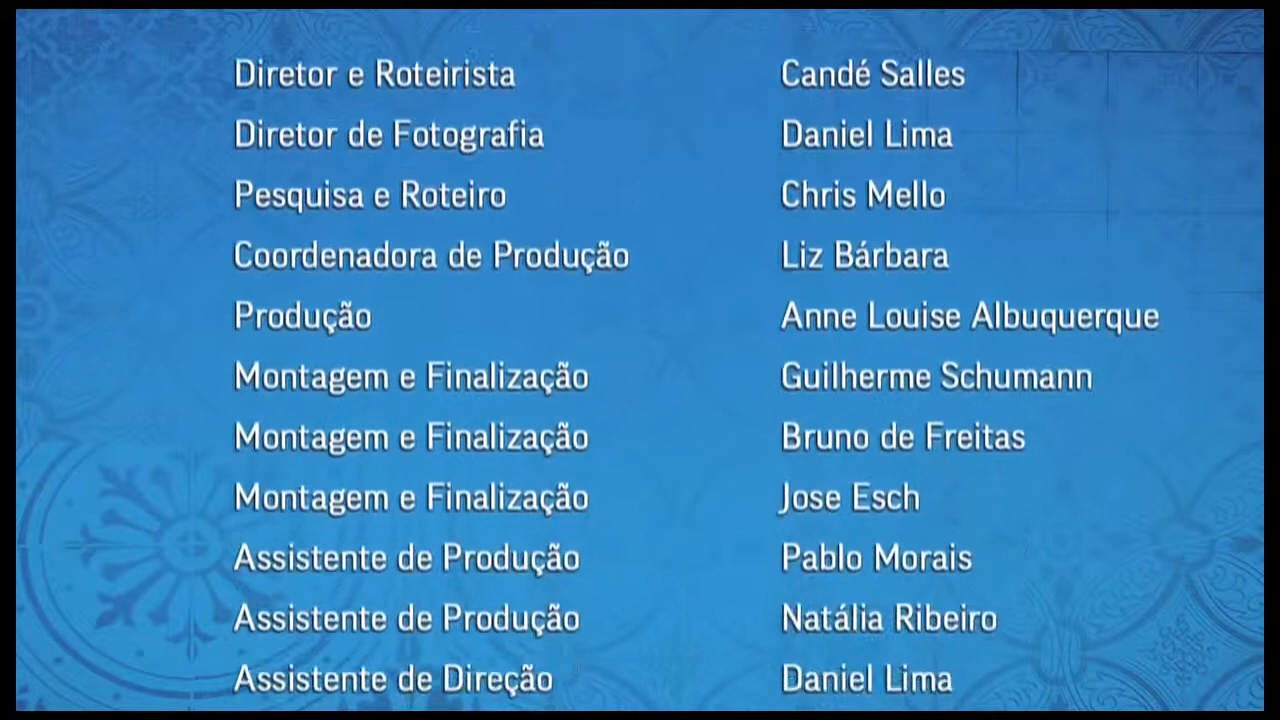 Diretor e Roteirista Candé Salles
Diretor de Fotografia Daniel Lima
Pesquisa e Roteiro Chris Mello
Coordenadora de Produção Liz Bárbara
Produção Anne Louise Albuquerque
Montagem e Finalização Guilherme Schumann
Montagem e Finalização Bruno de Freitas
Montagem e Finalização Jose Esch
Assistente de Produção Pablo Morais
Assistente de Produção Natália Ribeiro
Assistente de Direção Daniel Lima